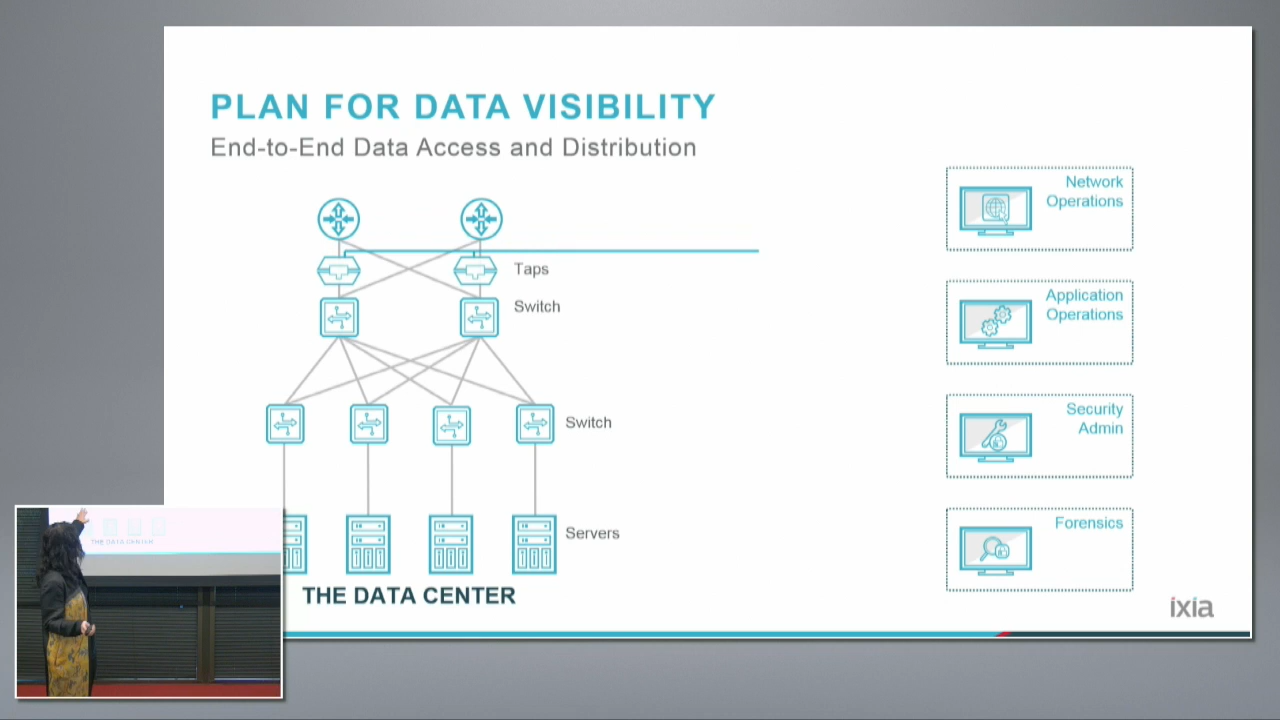 PLAN FOR DATA VISIBILITY
End-to-End Data Access and Distribution
Network
Operations
Taps
Switch
Application
Operations
Switch
Security
Admin
Servers
Forensics
THE DATA CENTER
ixia
THE DATA CENTER